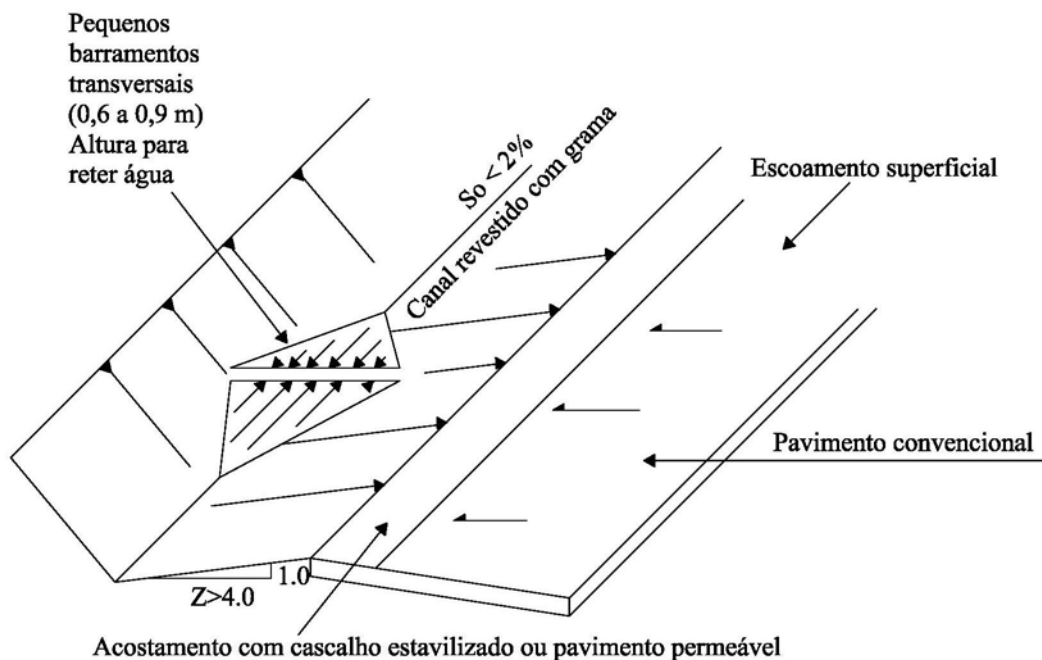 Pequenos
barramentos
transversais
(0,6 a 0,9 m)
Altura para
reter água
So < 2%
Canal revestido com grama
Escoamento superficial
Pavimento convencional
1.0
Z>4.0
Acostamento com cascalho estavilizado ou pavimento permeável